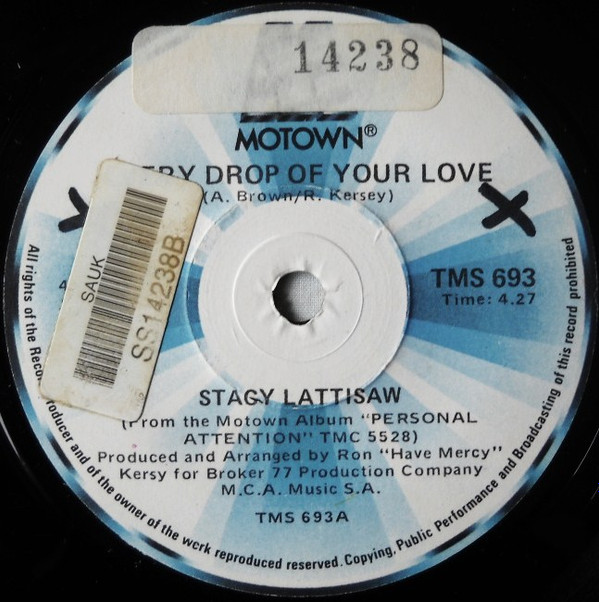 14238
MOTOWN®
ERY DROP OF YOUR LOVE
(A. Brown/R. Kersey)
X
X
SAUK
SS14238B
4
TMS 693
Time: 4.27
STACY LATTISAW
(From the Motown Album "PERSONAL
ATTENTION" TMC 5528)
Produced and Arranged by Ron "Have Mercy"
Kersy for Broker 77 Production Company
M.C.A. Music S.A.
TMS 693A
All rights of the Reco roducer and of the owner of the work reproduced reserved. Copying, Public Performance and Broadcasting of this record prohibited